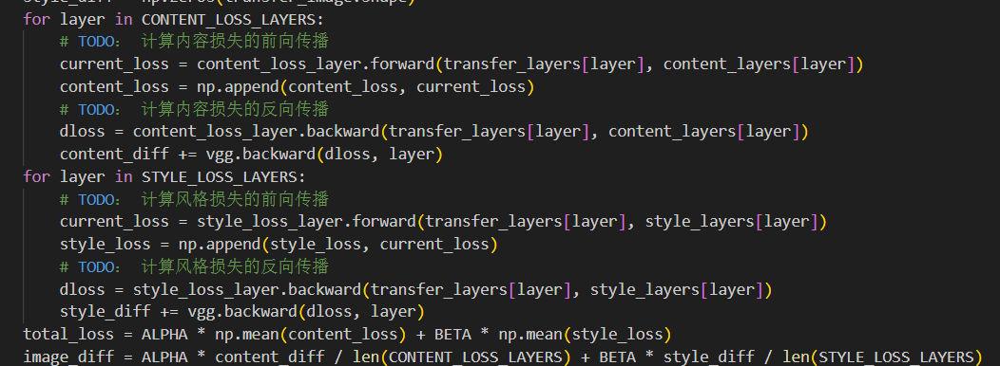 style_diff = np.zeros(transfer_image.shape)
for layer in CONTENT_LOSS_LAYERS:
    # TODO： 计算内容损失的前向传播
    current_loss = content_loss_layer.forward(transfer_layers[layer], content_layers[layer])
    content_loss = np.append(content_loss, current_loss)
    # TODO： 计算内容损失的反向传播
    dloss = content_loss_layer.backward(transfer_layers[layer], content_layers[layer])
    content_diff += vgg.backward(dloss, layer)
for layer in STYLE_LOSS_LAYERS:
    # TODO： 计算风格损失的前向传播
    current_loss = style_loss_layer.forward(transfer_layers[layer], style_layers[layer])
    style_loss = np.append(style_loss, current_loss)
    # TODO： 计算风格损失的反向传播
    dloss = style_loss_layer.backward(transfer_layers[layer], style_layers[layer])
    style_diff += vgg.backward(dloss, layer)
total_loss = ALPHA * np.mean(content_loss) + BETA * np.mean(style_loss)
image_diff = ALPHA * content_diff / len(CONTENT_LOSS_LAYERS) + BETA * style_diff / len(STYLE_LOSS_LAYERS)